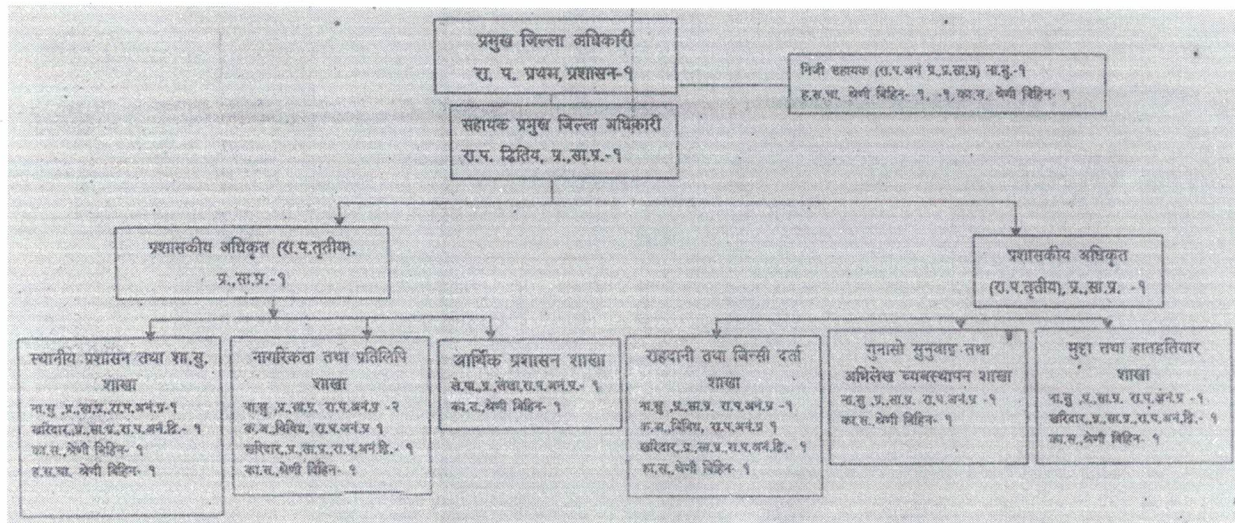 प्रमुख जिल्ला अधिकारी
रा. प. प्रथम, प्रशासन-१
निजी सहायक (रा.प.अनं प्र.,प्र.,सा.प्र) ना.सु.-१
ह.स.चा. श्रेणी बिहिन- १, -१, का.स. श्रेणी बिहिन- १
सहायक प्रमुख जिल्ला अधिकारी
रा.प. द्धितिय, प्र.,सा.प्र.-१
प्रशासकीय अधिकृत (रा.प.तृतीय),
प्र.,सा.प्र.-१
प्रशासकीय अधिकृत
(रा.प.तृतीय), प्र.,सा.प्र. -१
स्थानीय प्रशासन तथा शा.सु.
शाखा
ना.सु ,प्र.,सा.प्र.,रा.प.अनं.प्र-१
खरिदार,,प्र.,सा.प्र.,रा.प.अनं.द्वि.- १
का.स.,श्रेणी बिहिन- १
ह.स.चा. श्रेणी बिहिन- १
नागरिकता तथा प्रतिलिपि
शाखा
ना.सु ,प्र.,सा.प्र. रा.प.अनं.प्र -२
क.अ.,विविध, रा.प.अनं.प्र १
खरिदार,,प्र.,सा.प्र.,रा.प.अनं.द्वि.- १
का.स.,श्रेणी बिहिन- १
आर्थिक प्रशासन शाखा
ले.पा.,प्र.,लेखा,रा.प.अनं.प्र.- १
का.स.,श्रेणी बिहिन- १
राहदानी तथा जिन्सी दर्ता
शाखा
ना.सु ,प्र.,सा.प्र. रा.प.अनं.प्र -१
क.अ.,विविध, रा.प.अनं.प्र १
खरिदार,,प्र.,सा.प्र.,रा.प.अनं.द्वि.- १
का.स.,श्रेणी बिहिन- १
गुनासो सुनुवाइ तथा
अभिलेख व्यबस्थापन शाखा
ना.सु ,प्र.,सा.प्र. रा.प.अनं.प्र -१
का.स.,श्रेणी बिहिन- १
मुद्दा तथा हातहतियार
शाखा
ना.सु ,प्र.,सा.प्र. रा.प.अनं.प्र -१
खरिदार,,प्र.,सा.प्र.,रा.प.अनं.द्वि.- १
का.स.,श्रेणी बिहिन- १